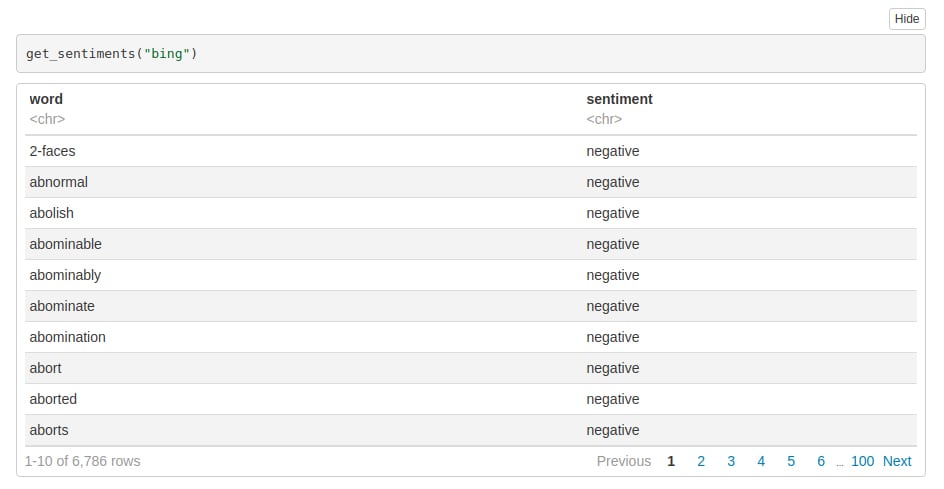 Hide
get_sentiments("bing")
word sentiment
<chr> <chr>
2-faces negative
abnormal negative
abolish negative
abominable negative
abominably negative
abominate negative
abomination negative
abort negative
aborted negative
aborts negative
1-10 of 6,786 rows Previous 1 2 3 4 5 6 ... 100 Next